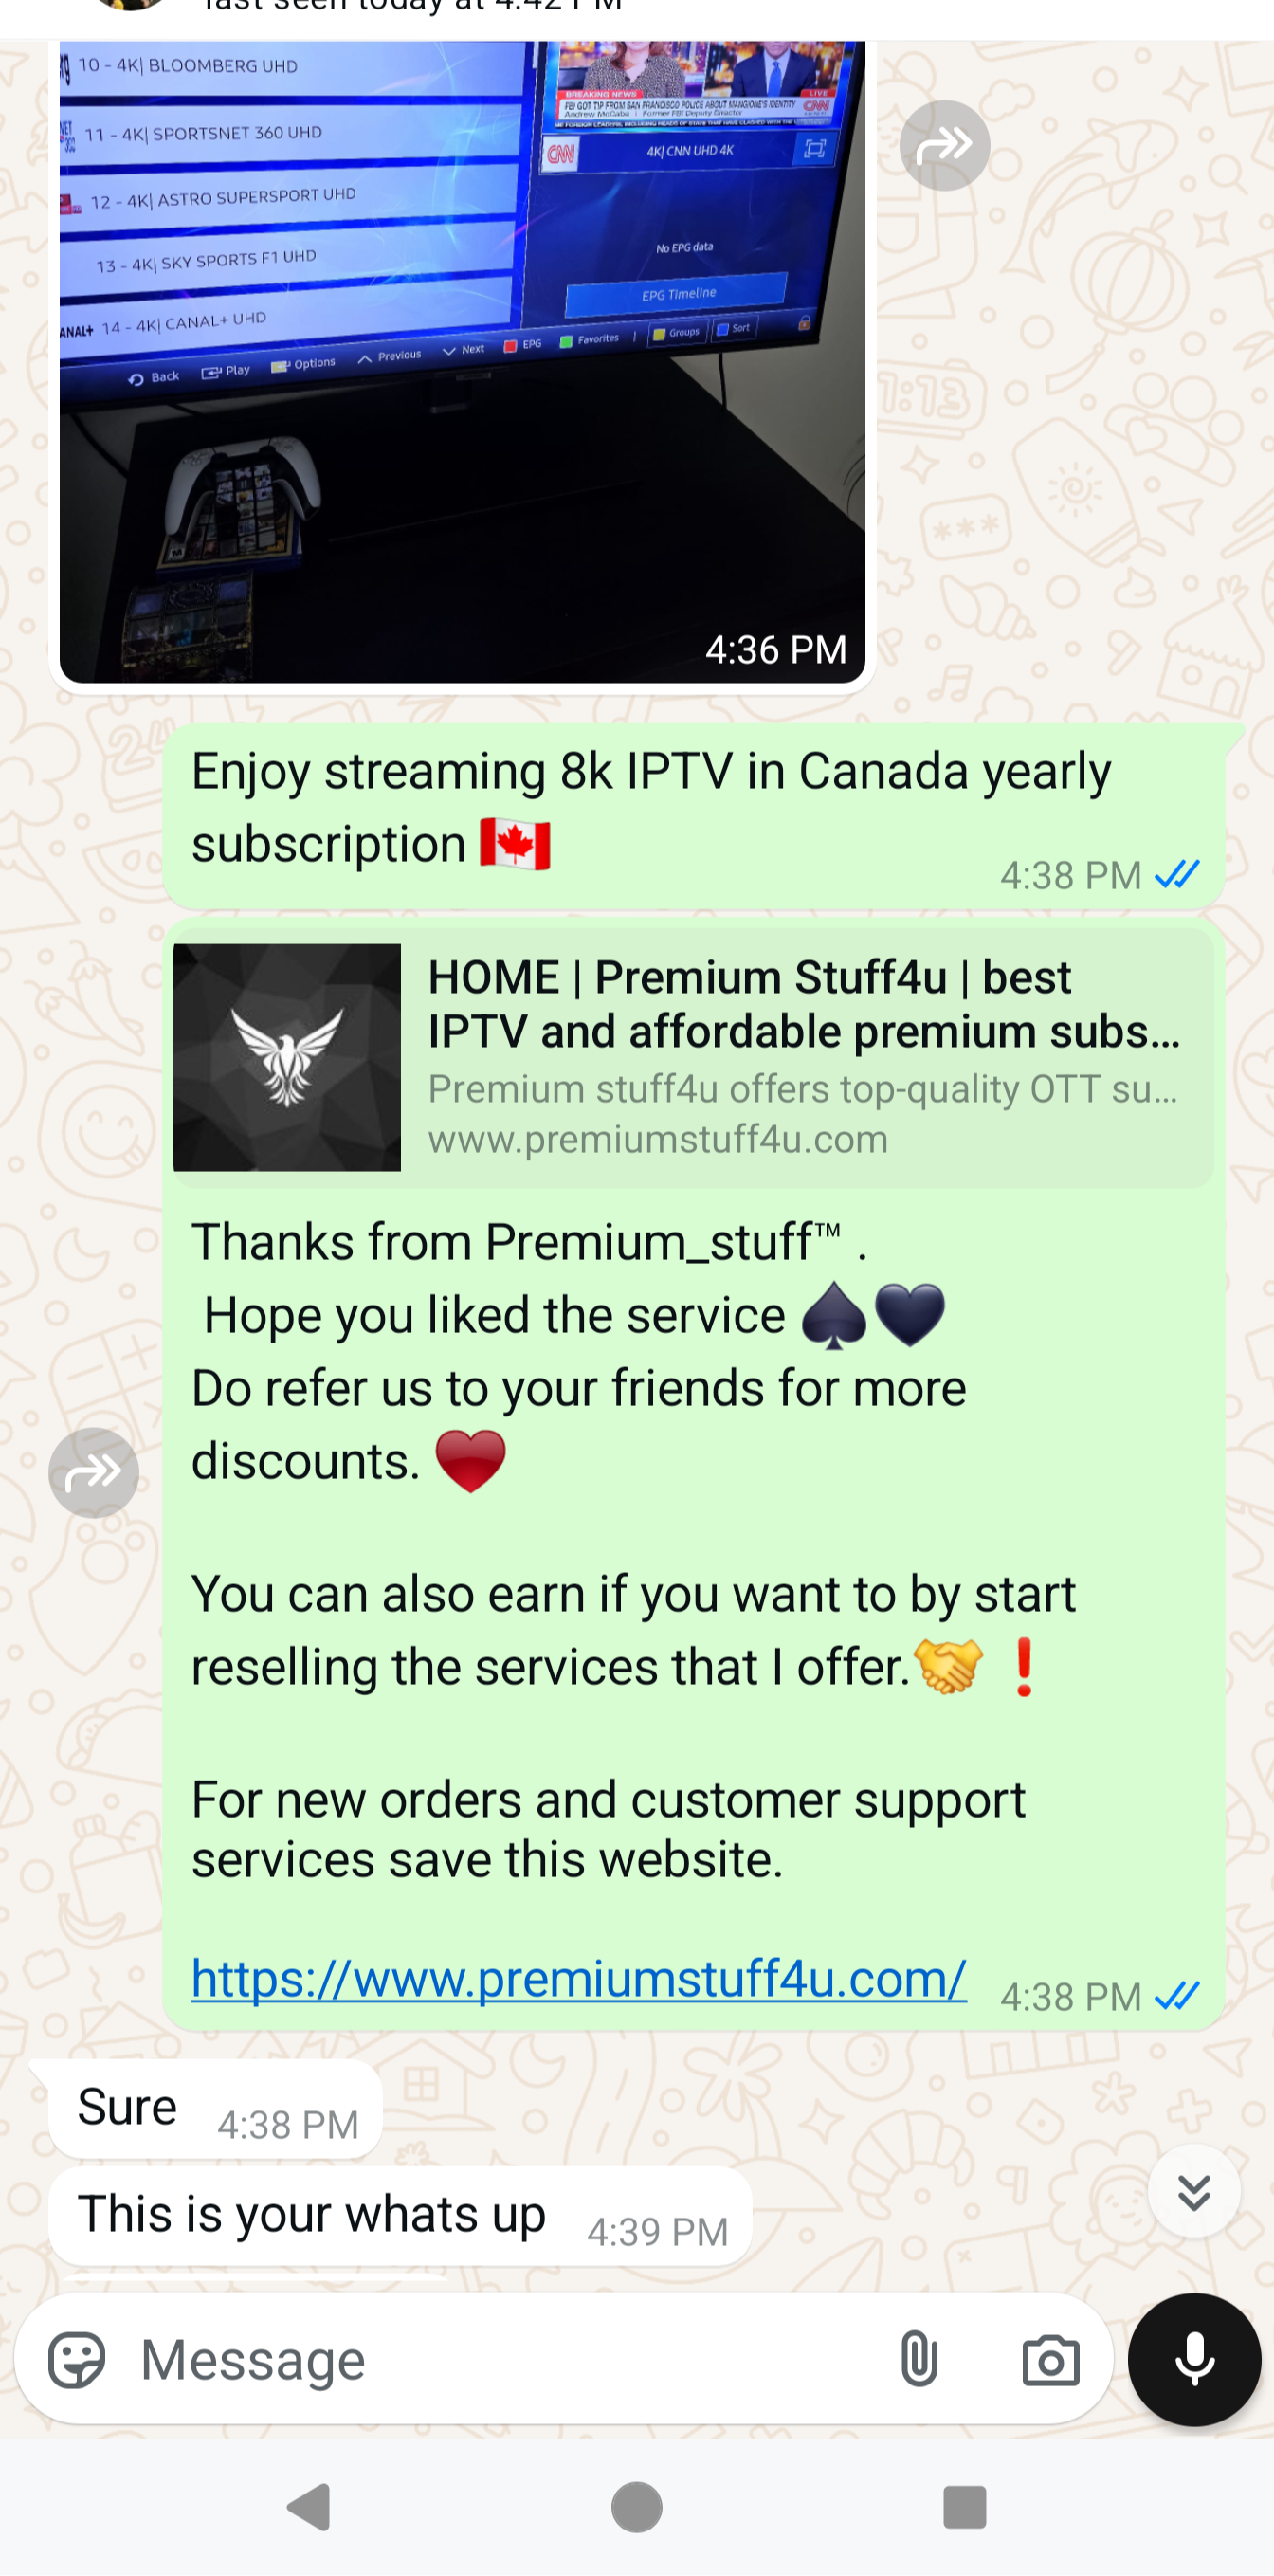 last seen today at 4:42 PM
10 - 4K| BLOOMBERG UHD
11 - 4K| SPORTSNET 360 UHD
12 - 4K| ASTRO SUPERSPORT UHD
13 - 4K| SKY SPORTS F1 UHD
ANAL+ 14 - 4K| CANAL+ UHD
BREAKING NEWS
LIVE
FBI GOT TIP FROM SAN FRANCISCO POLICE ABOUT MANGIONE'S IDENTITY
CNN
Andrew McCabe | Former FBI Deputy Director
CNN
4K| CNN UHD 4K
No EPG data
EPG Timeline
Back Play Options Previous Next EPG Favorites | Groups Sort
4:36 PM
Enjoy streaming 8k IPTV in Canada yearly
subscription 🇨🇦
4:38 PM
HOME | Premium Stuff4u | best
IPTV and affordable premium subs...
Premium stuff4u offers top-quality OTT su...
www.premiumstuff4u.com
Thanks from Premium_stuff™ .
Hope you liked the service ♠️🖤
Do refer us to your friends for more
discounts. ♥️
You can also earn if you want to by start
reselling the services that I offer.🤝❗
For new orders and customer support
services save this website.
https://www.premiumstuff4u.com/ 4:38 PM
Sure 4:38 PM
This is your whats up 4:39 PM
Message